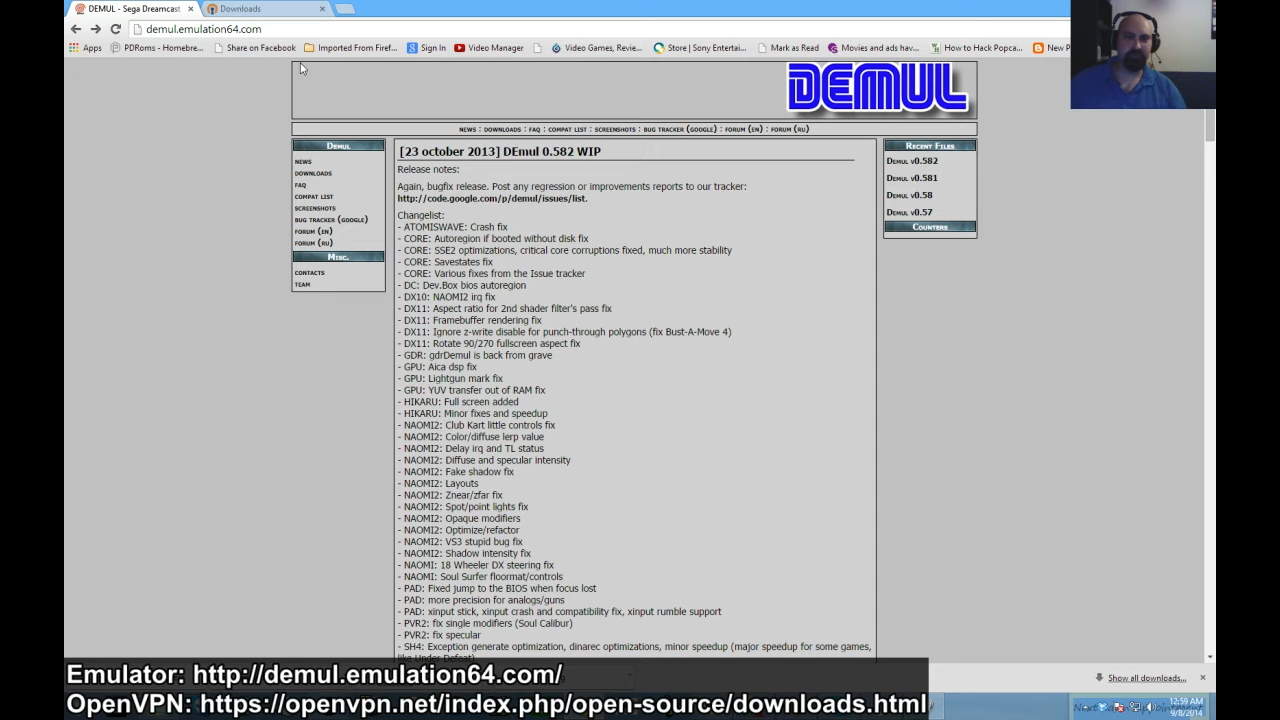 DEMUL - Sega Dreamcast
Downloads
demul.emulation64.com
Apps
PDRoms - Homebre...
Share on Facebook
Imported From Firef...
Sign In
Video Manager
Video Games, Revie...
Store | Sony Entertai...
Mark as Read
Movies and ads hav...
How to Hack Popca...
New P
DEMUL
NEWS : DOWNLOADS : FAQ : COMPAT LIST : SCREENSHOTS : BUG TRACKER (GOOGLE) : FORUM (EN) : FORUM (RU)
Demul
NEWS
DOWNLOADS
FAQ
COMPAT LIST
SCREENSHOTS
BUG TRACKER (GOOGLE)
FORUM (EN)
FORUM (RU)
Misc.
CONTACTS
TEAM
[23 october 2013] DEmul 0.582 WIP
Release notes:
Again, bugfix release. Post any regression or improvements reports to our tracker:
http://code.google.com/p/demul/issues/list.
Changelist:
- ATOMISWAVE: Crash fix
- CORE: Autoregion if booted without disk fix
- CORE: SSE2 optimizations, critical core corruptions fixed, much more stability
- CORE: Savestates fix
- CORE: Various fixes from the Issue tracker
- DC: Dev.Box bios autoregion
- DX10: NAOMI2 irq fix
- DX11: Aspect ratio for 2nd shader filter's pass fix
- DX11: Framebuffer rendering fix
- DX11: Ignore z-write disable for punch-through polygons (fix Bust-A-Move 4)
- DX11: Rotate 90/270 fullscreen aspect fix
- GDR: gdrDemul is back from grave
- GPU: Aica dsp fix
- GPU: Lightgun mark fix
- GPU: YUV transfer out of RAM fix
- HIKARU: Full screen added
- HIKARU: Minor fixes and speedup
- NAOMI2: Club Kart little controls fix
- NAOMI2: Color/diffuse lerp value
- NAOMI2: Delay irq and TL status
- NAOMI2: Diffuse and specular intensity
- NAOMI2: Fake shadow fix
- NAOMI2: Layouts
- NAOMI2: Znear/zfar fix
- NAOMI2: Spot/point lights fix
- NAOMI2: Opaque modifiers
- NAOMI2: Optimize/refactor
- NAOMI2: VS3 stupid bug fix
- NAOMI2: Shadow intensity fix
- NAOMI: 18 Wheeler DX steering fix
- NAOMI: Soul Surfer floormat/controls
- PAD: Fixed jump to the BIOS when focus lost
- PAD: more precision for analogs/guns
- PAD: xinput stick, xinput crash and compatibility fix, xinput rumble support
- PVR2: fix single modifiers (Soul Calibur)
- PVR2: fix specular
- SH4: Exception generate optimization, dinarec optimizations, minor speedup (major speedup for some games,
like Under Defeat)
Recent Files
Demul v0.582
Demul v0.581
Demul v0.58
Demul v0.57
Counters
Show all downloads...
Emulator: http://demul.emulation64.com/
OpenVPN: https://openvpn.net/index.php/open-source/downloads.html
12:59 AM
9/8/2014